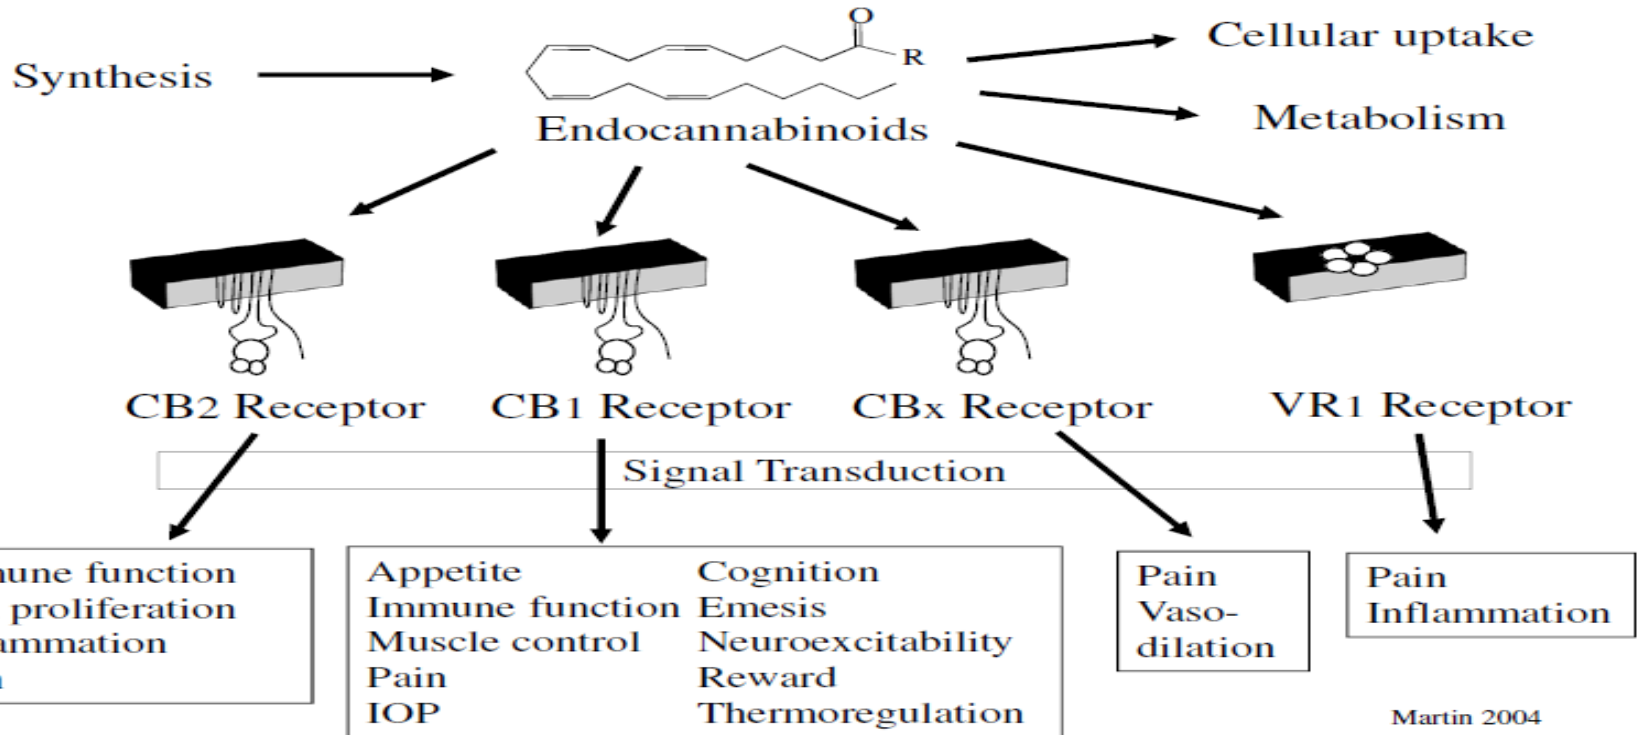 O
Cellular uptake
Synthesis
R
Metabolism
Endocannabinoids
CB2 Receptor
CB1 Receptor
CBx Receptor
VR1 Receptor
Signal Transduction
function
proliferation
Appetite
Immune function
Muscle control
Pain
IOP
Cognition
Emesis
Neuroexcitability
Reward
Thermoregulation
Pain
Vaso-
dilation
Pain
Inflammation
Martin 2004